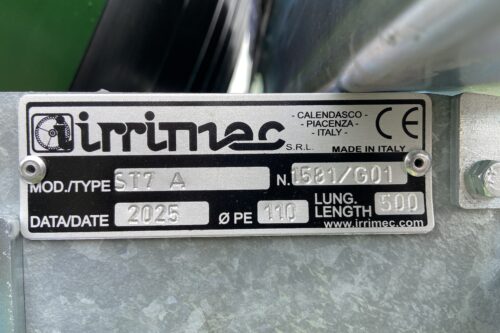 irrimec S.R.L.
- CALENDASCO -
PIACENZA
- ITALY -
CE
MADE IN ITALY
MOD./TYPE ST7 A N. 1581/G01
DATA/DATE 2025 Ø PE 110 LUNG. LENGTH 500
www.irrimec.com